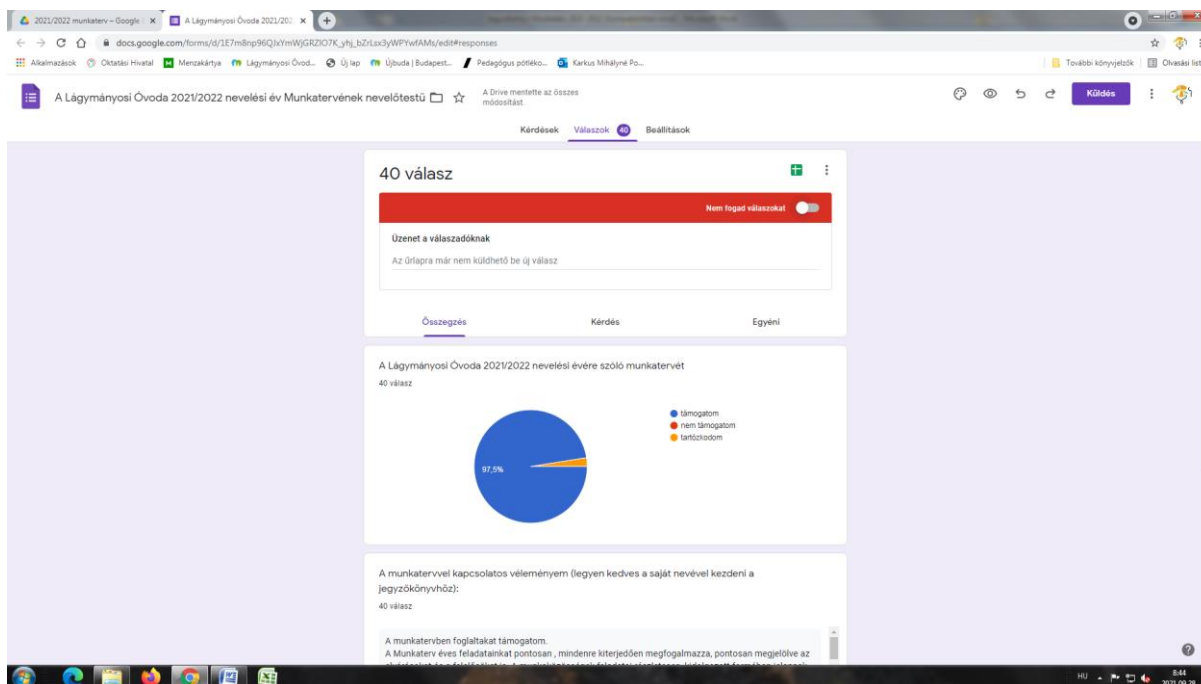 2021/2022 munkaterv – Google
A Lágymányosi Óvoda 2021/202
docs.google.com/forms/d/1E7m8np96QJxYmWjGRZIO7K_yhj_bZrLsx3yWPYwfAMs/edit#responses
Alkalmazások Oktatási Hivatal Menzakártya Lágymányosi Óvod... Új lap Újbuda | Budapest... Pedagógus pótléko... Karkus Mihályné Po... További könyvjelzők Olvasási list
A Lágymányosi Óvoda 2021/2022 nevelési év Munkatervének nevelőtestü
A Drive mentette az összes
módosítást
Küldés
Kérdések Válaszok 40 Beállítások
40 válasz
Nem fogad válaszokat
Üzenet a válaszadóknak
Az űrlapra már nem küldhető be új válasz
Összegzés Kérdés Egyéni
A Lágymányosi Óvoda 2021/2022 nevelési évére szóló munkatervét
40 válasz
támogatom
nem támogatom
tartózkodom
97,5%
A munkatervvel kapcsolatos véleményem (legyen kedves a saját nevével kezdeni a
jegyzőkönyvhöz):
40 válasz
A munkatervben foglaltakat támogatom.
A Munkaterv éves feladatainkat pontosan , mindenre kiterjedően megfogalmazza, pontosan megjelölve az
HU
8:44
2021.09.28.